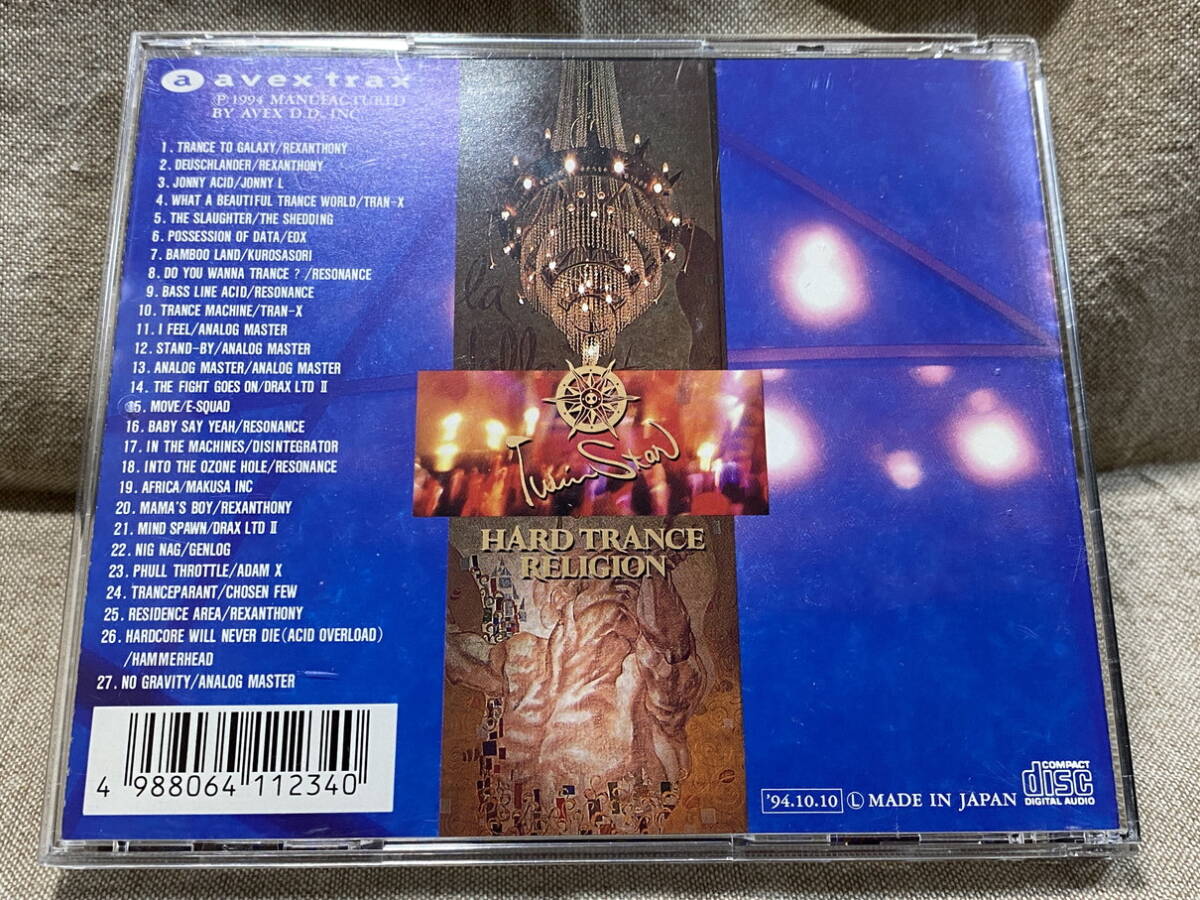 a avex trax
Ⓟ 1994 MANUFACTURED
BY AVEX D.D. INC
1. TRANCE TO GALAXY/REXANTHONY
2. DEUSCHLANDER/REXANTHONY
3. JONNY ACID/JONNY L
4. WHAT A BEAUTIFUL TRANCE WORLD/TRAN-X
5. THE SLAUGHTER/THE SHEDDING
6. POSSESSION OF DATA/EDX
7. BAMBOO LAND/KUROSASORI
8. DO YOU WANNA TRANCE ? /RESONANCE
9. BASS LINE ACID/RESONANCE
10. TRANCE MACHINE/TRAN-X
11. I FEEL/ANALOG MASTER
12. STAND-BY/ANALOG MASTER
13. ANALOG MASTER/ANALOG MASTER
14. THE FIGHT GOES ON/DRAX LTD Ⅱ
15. MOVE/E-SQUAD
16. BABY SAY YEAH/RESONANCE
17. IN THE MACHINES/DISINTEGRATOR
18. INTO THE OZONE HOLE/RESONANCE
19. AFRICA/MAKUSA INC
20. MAMA'S BOY/REXANTHONY
21. MIND SPAWN/DRAX LTD Ⅱ
22. NIG NAG/GENLOG
23. PHULL THROTTLE/ADAM X
24. TRANCEPARANT/CHOSEN FEW
25. RESIDENCE AREA/REXANTHONY
26. HARDCORE WILL NEVER DIE(ACID OVERLOAD)
/HAMMERHEAD
27. NO GRAVITY/ANALOG MASTER
4 988064 112340
la
Twin Star
HARD TRANCE
RELIGION
'94.10.10 Ⓛ MADE IN JAPAN
COMPACT
disc
DIGITAL AUDIO